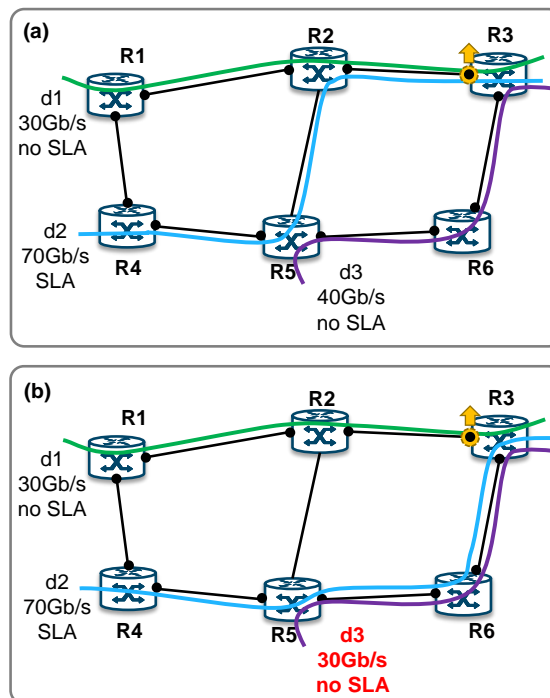 (a)
R1
R2
R3
d1
30Gb/s
no SLA
d2
70Gb/s
SLA
R4
R5
R6
d3
40Gb/s
no SLA
(b)
R1
R2
R3
d1
30Gb/s
no SLA
d2
70Gb/s
SLA
R4
R5
R6
d3
30Gb/s
no SLA